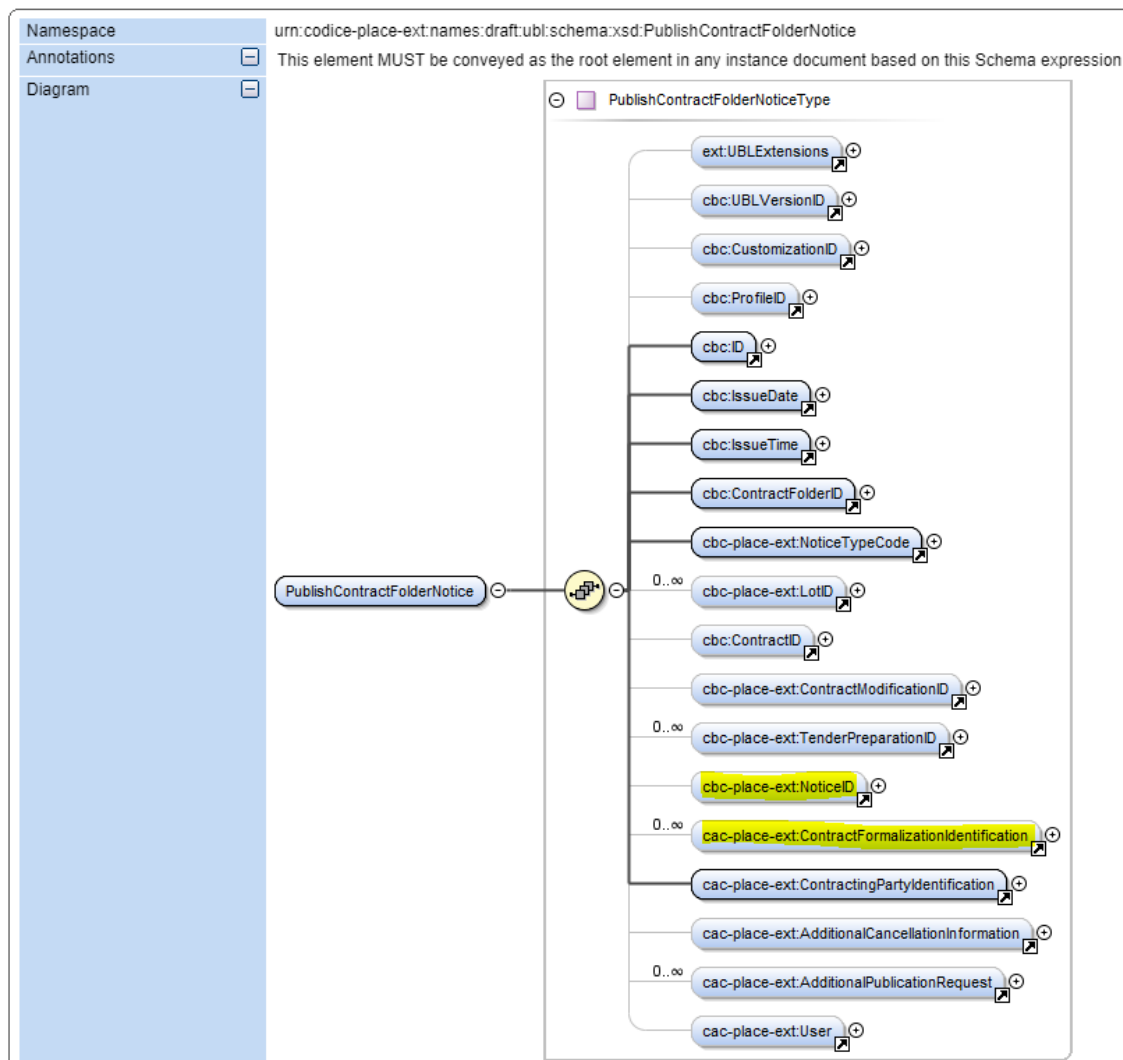 Namespace urn:codice-place-ext:names:draft:ubl:schema:xsd:PublishContractFolderNotice
Annotations This element MUST be conveyed as the root element in any instance document based on this Schema expression
Diagram
PublishContractFolderNoticeType
ext:UBLExtensions
cbc:UBLVersionID
cbc:CustomizationID
cbc:ProfileID
cbc:ID
cbc:IssueDate
cbc:IssueTime
cbc:ContractFolderID
cbc-place-ext:NoticeTypeCode
PublishContractFolderNotice
0..∞ cbc-place-ext:LotID
cbc:ContractID
cbc-place-ext:ContractModificationID
0..∞ cbc-place-ext:TenderPreparationID
cbc-place-ext:NoticeID
0..∞ cac-place-ext:ContractFormalizationIdentification
cac-place-ext:ContractingPartyIdentification
cac-place-ext:AdditionalCancellationInformation
0..∞ cac-place-ext:AdditionalPublicationRequest
cac-place-ext:User